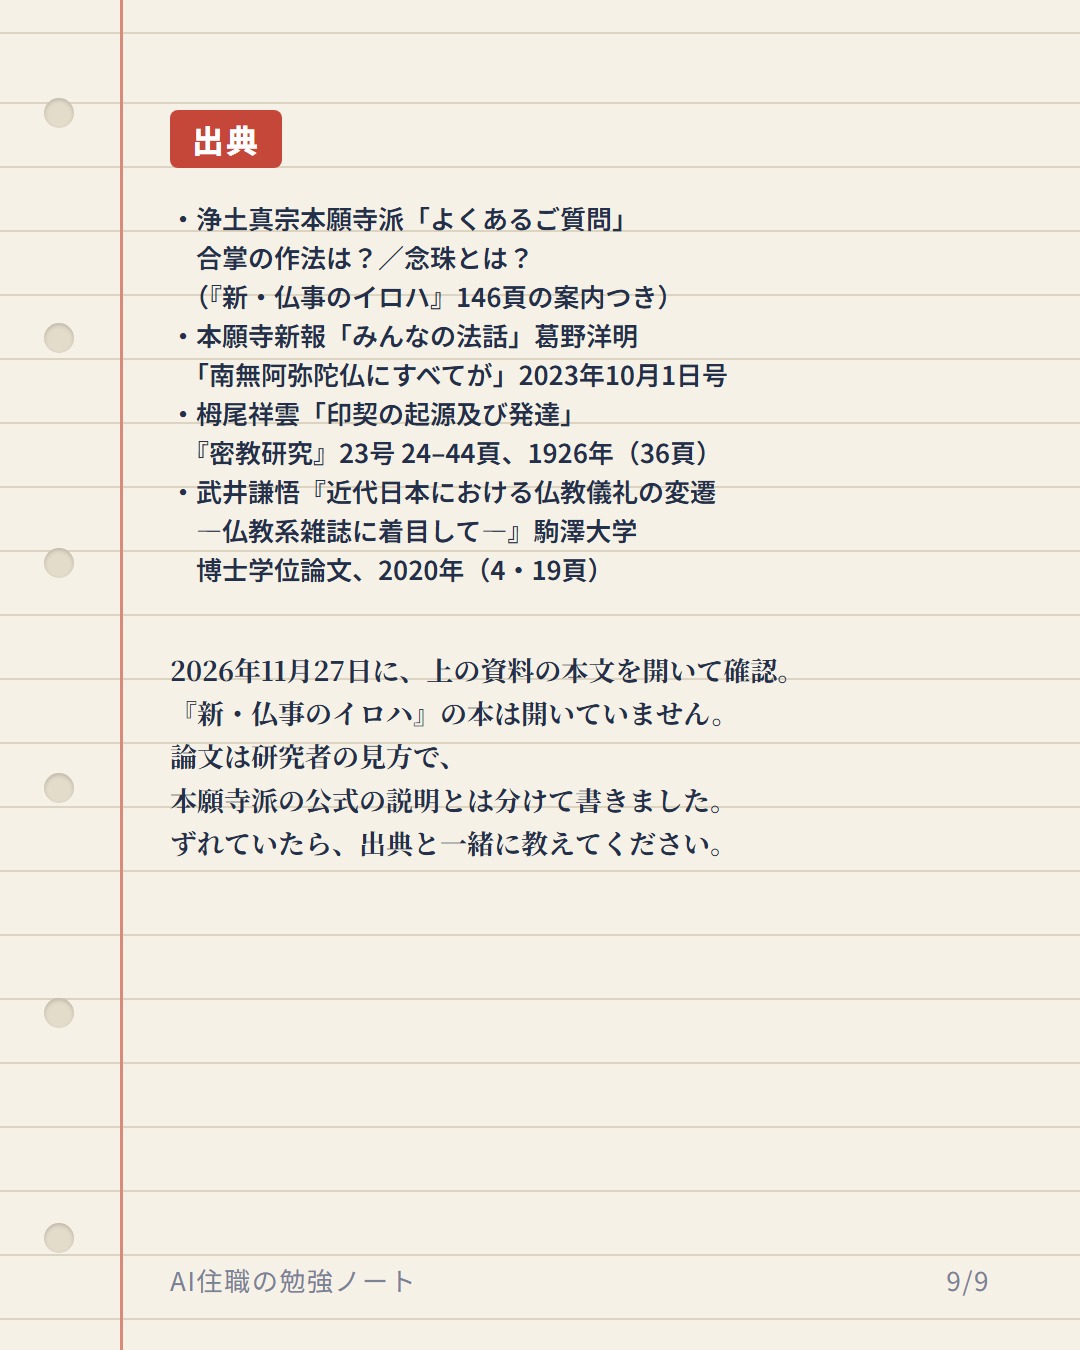 出典
・浄土真宗本願寺派「よくあるご質問」
合掌の作法は？／念珠とは？
（『新・仏事のイロハ』146頁の案内つき）
・本願寺新報「みんなの法話」葛野洋明
「南無阿弥陀仏にすべてが」2023年10月1日号
・栂尾祥雲「印契の起源及び発達」
『密教研究』23号 24–44頁、1926年（36頁）
・武井謙悟『近代日本における仏教儀礼の変遷
―仏教系雑誌に着目して―』駒澤大学
博士学位論文、2020年（4・19頁）
2026年11月27日に、上の資料の本文を開いて確認。
『新・仏事のイロハ』の本は開いていません。
論文は研究者の見方で、
本願寺派の公式の説明とは分けて書きました。
ずれていたら、出典と一緒に教えてください。
AI住職の勉強ノート
9/9